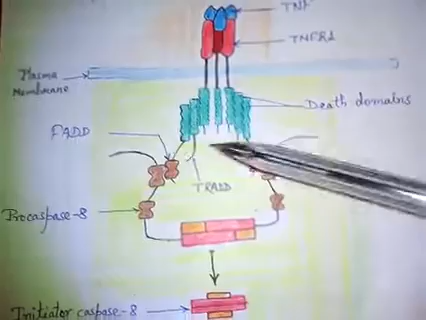 TNF
TNFR1
Plasma
Membrane
Death domains
FADD
TRADD
Procaspase-8
Initiator caspase-8